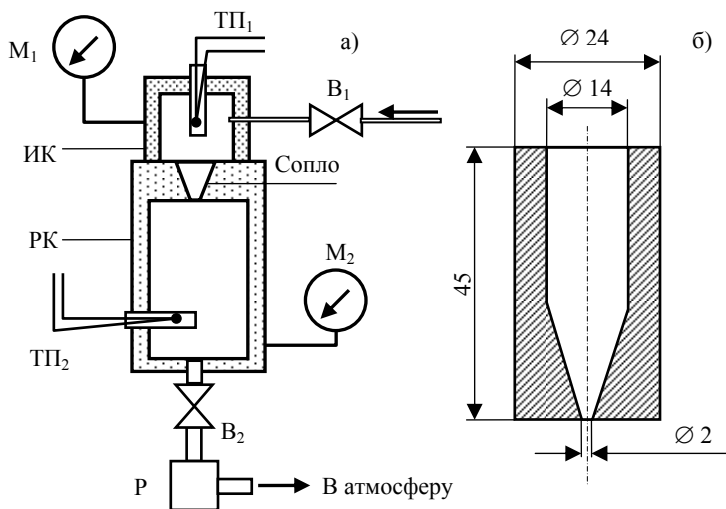 ТП₁
а)
М₁
В₁
ИК
Сопло
РК
М₂
ТП₂
В₂
Р
В атмосферу
б)
∅ 24
∅ 14
45
∅ 2